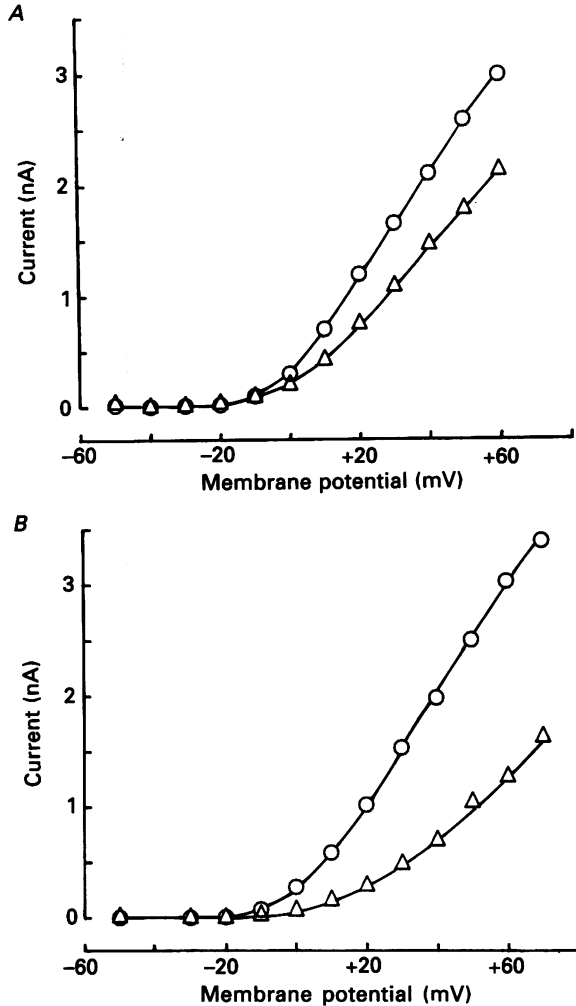 A
3
2
1
0
Current (nA)
−60 −20 +20 +60
Membrane potential (mV)
B
3
2
1
0
Current (nA)
−60 −20 +20 +60
Membrane potential (mV)